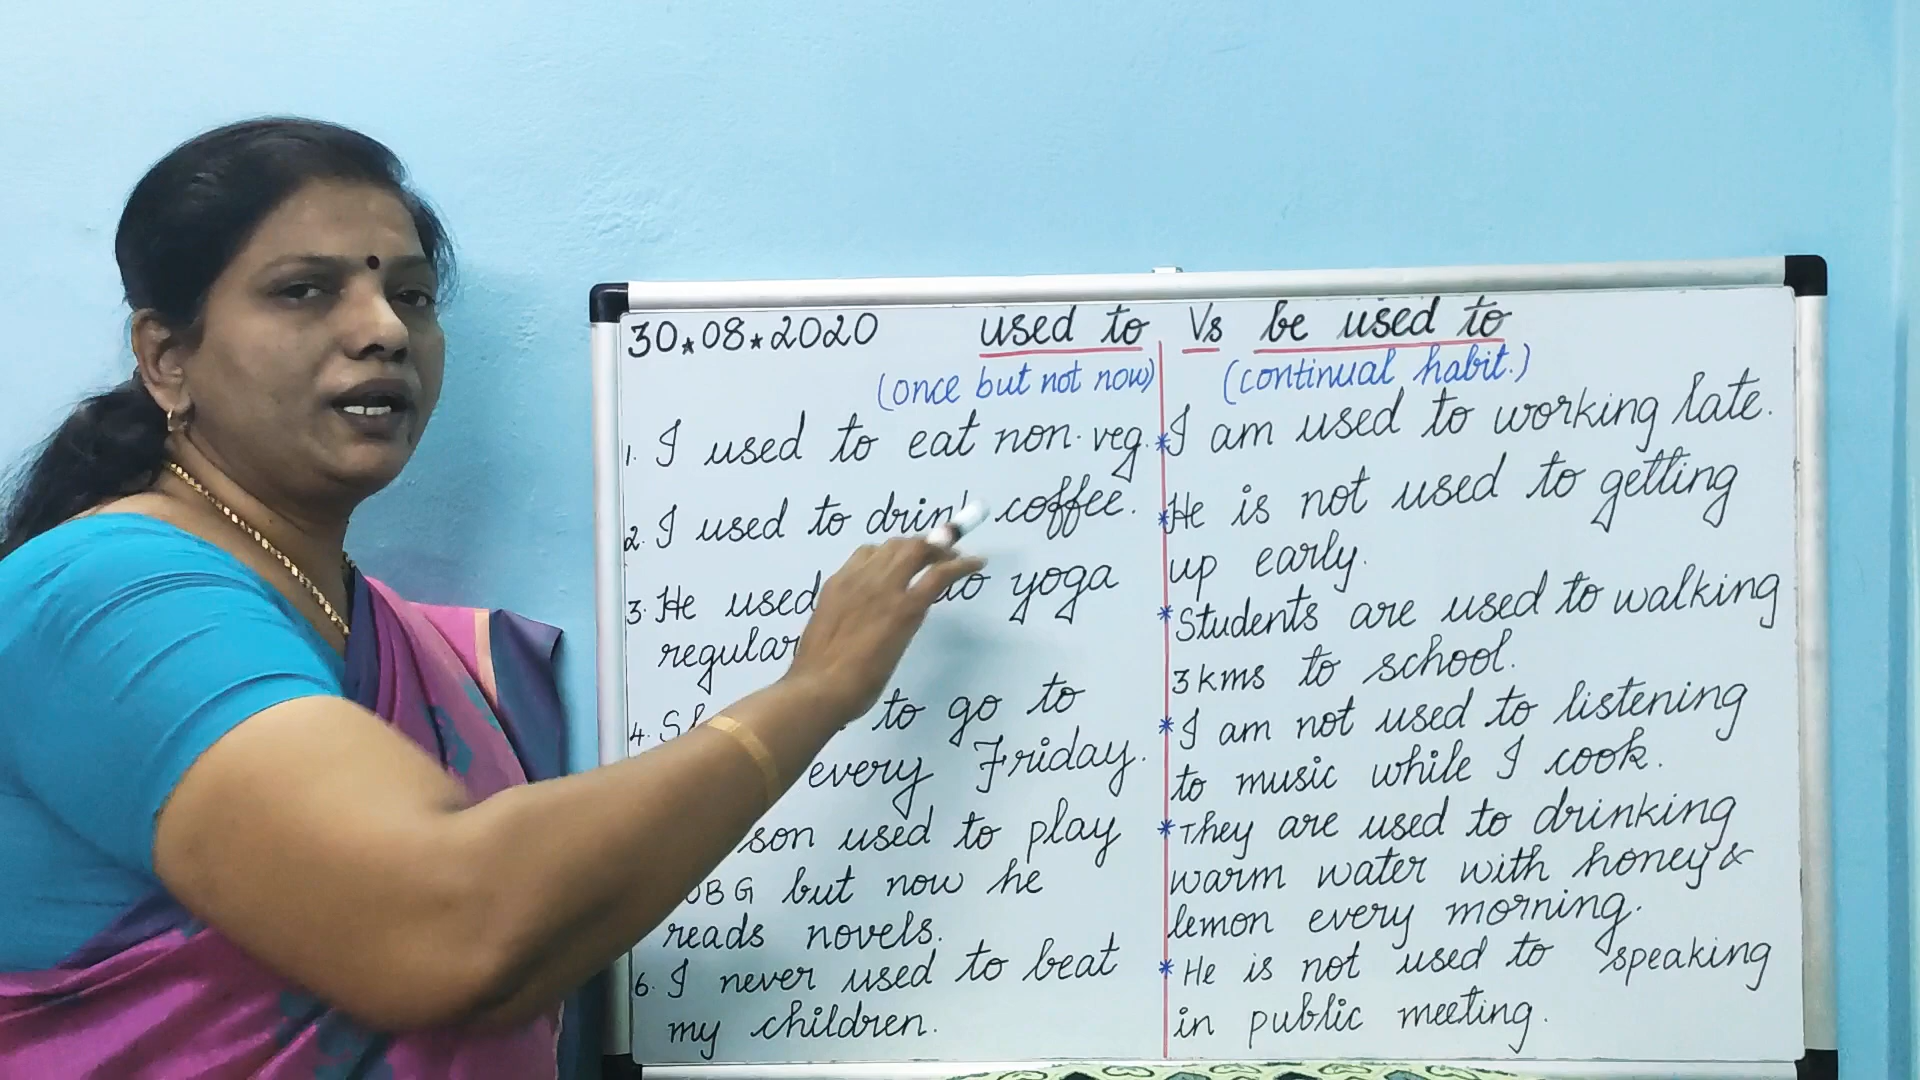 30*08*2020 used to Vs be used to
(once but not now)
1. I used to eat non-veg.
2. I used to drink coffee.
3. He used do yoga
regular
4. to go to
every Friday.
son used to play
BG but now he
reads novels.
6. I never used to beat
my children.
(continual habit.)
* I am used to working late.
* He is not used to getting
up early.
* Students are used to walking
3 kms to school.
* I am not used to listening
to music while I cook.
* They are used to drinking
warm water with honey &
lemon every morning.
* He is not used to speaking
in public meeting.